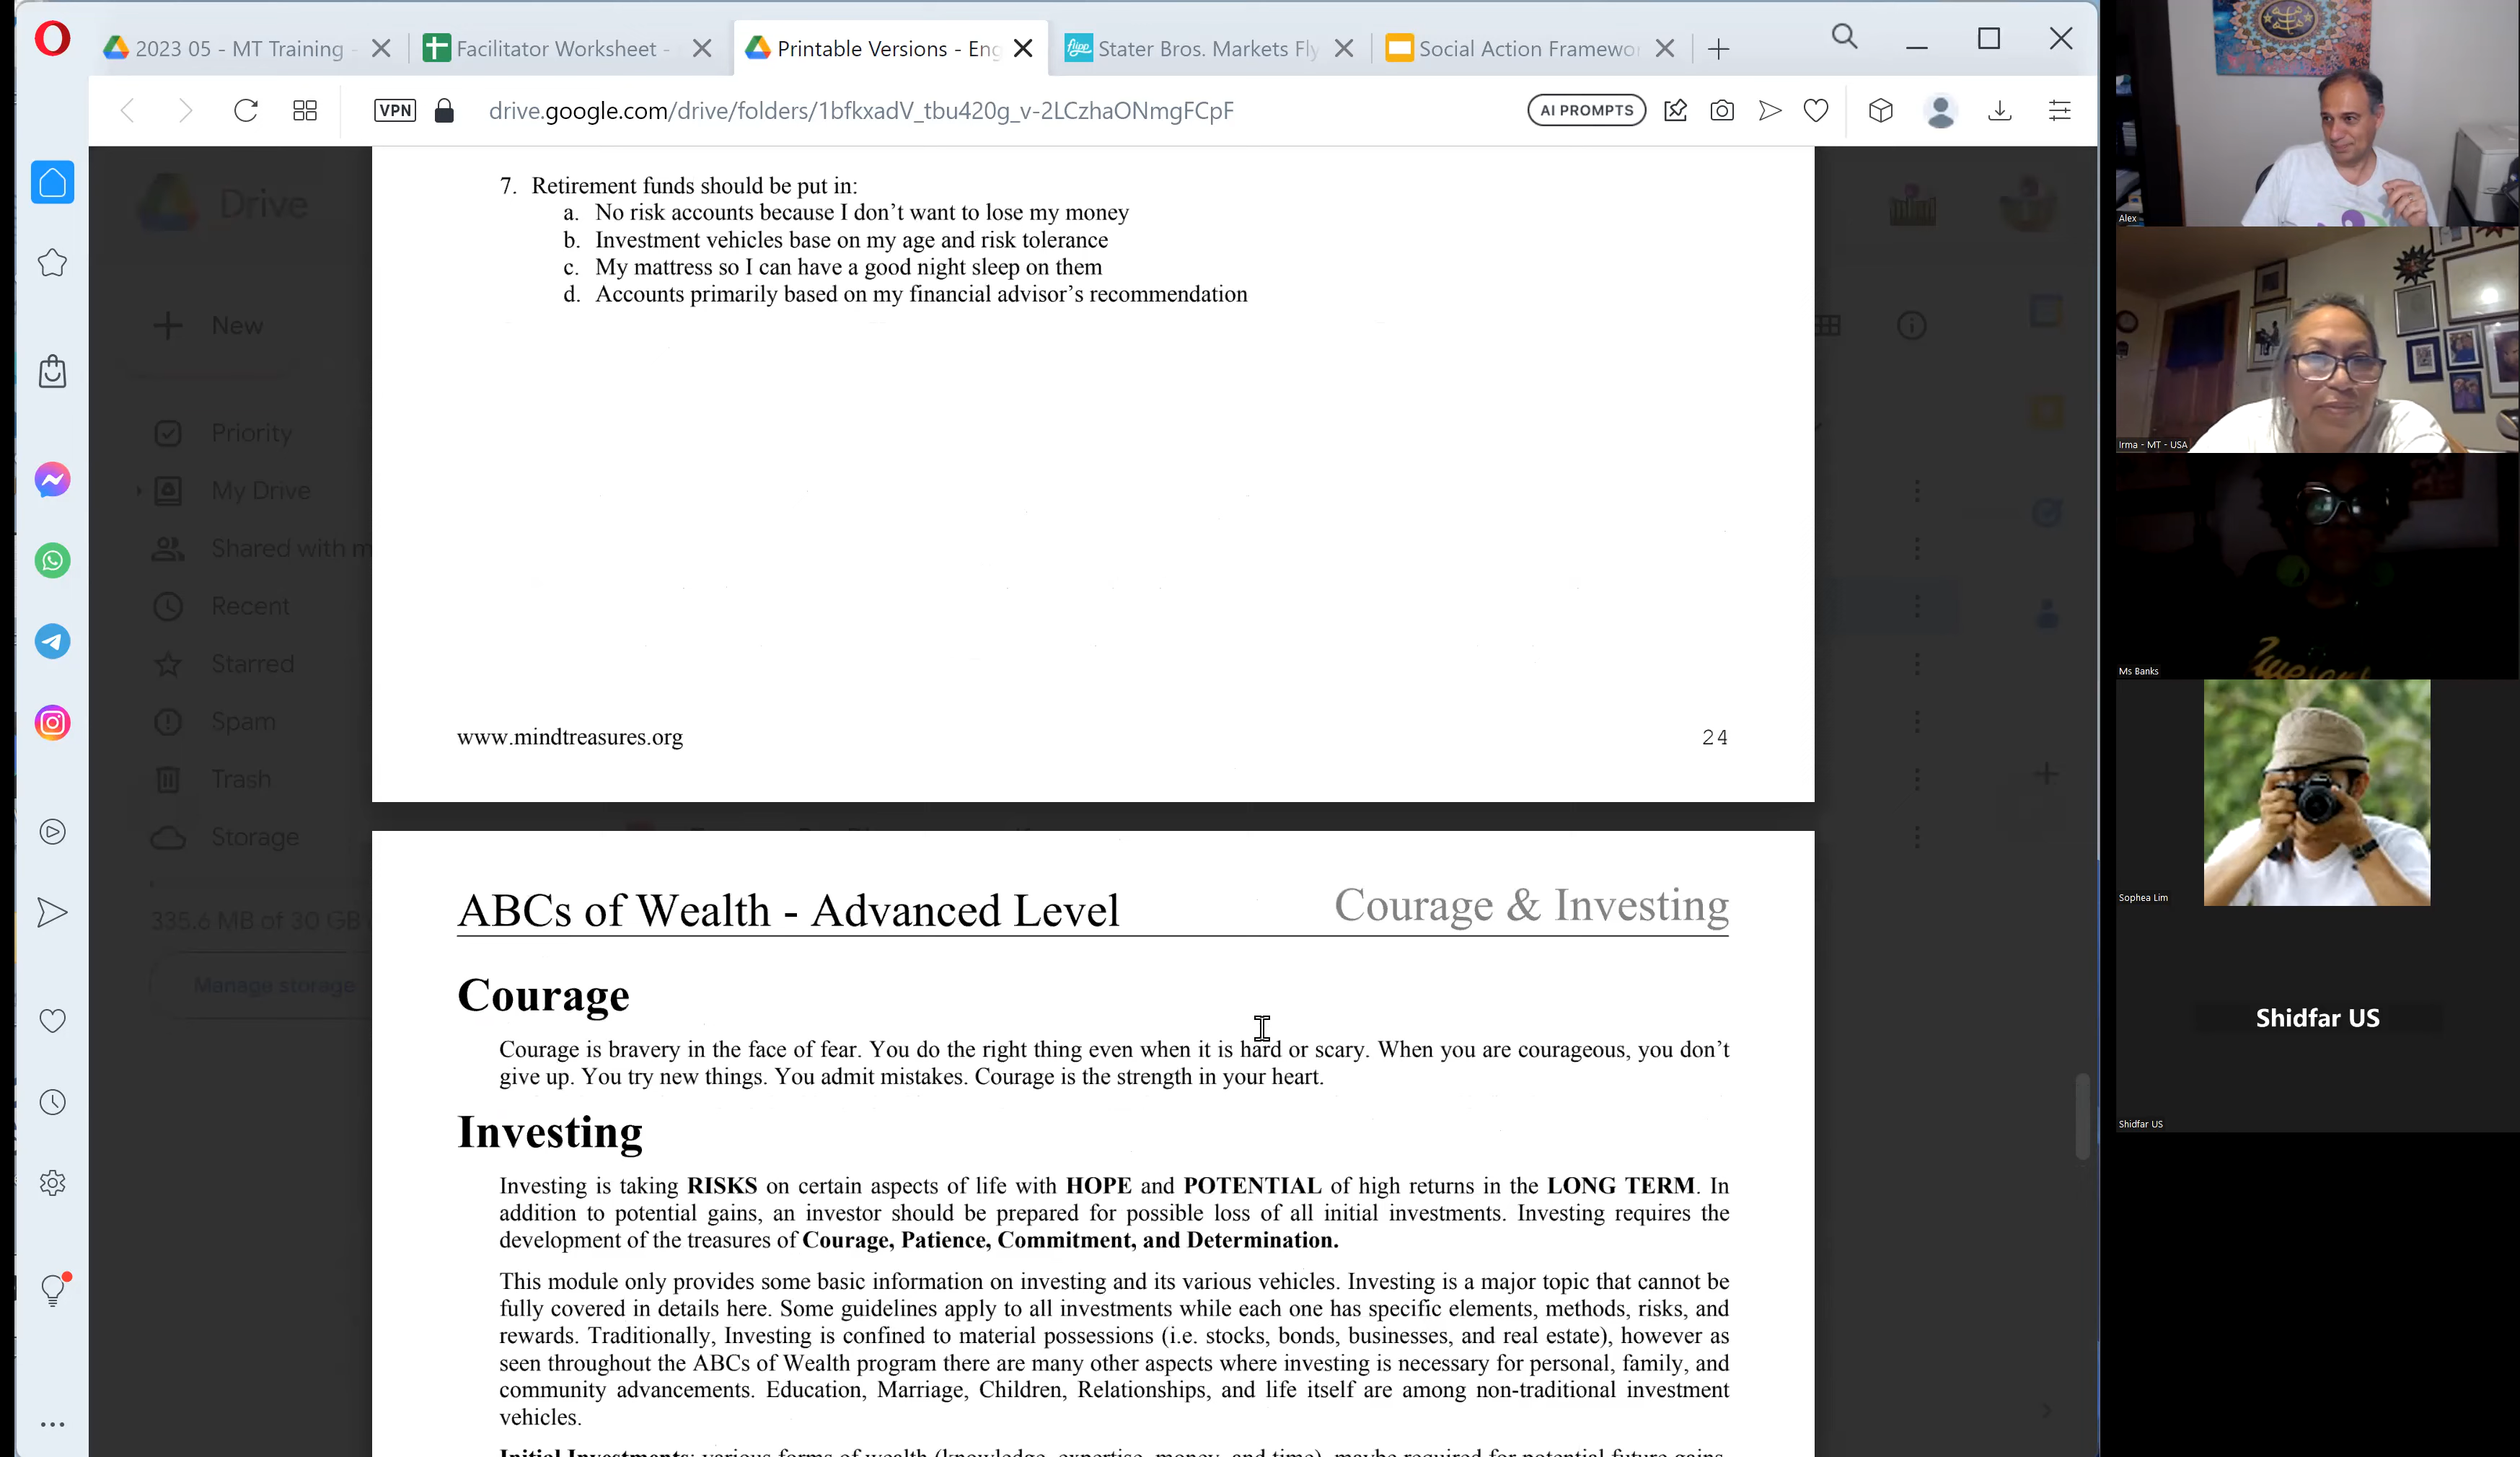 2023 05 - MT Training -
Facilitator Worksheet -
Printable Versions - Eng
flipp
Stater Bros. Markets Fly
Social Action Framewor
VPN
drive.google.com/drive/folders/1bfkxadV_tbu420g_v-2LCzhaONmgFCpF
AI PROMPTS
Drive
New
Priority
My Drive
Shared with m
Recent
Starred
Spam
Trash
Storage
335.6 MB of 30 GB
Manage storage
7. Retirement funds should be put in:
a. No risk accounts because I don't want to lose my money
b. Investment vehicles base on my age and risk tolerance
c. My mattress so I can have a good night sleep on them
d. Accounts primarily based on my financial advisor's recommendation
www.mindtreasures.org
24
ABCs of Wealth - Advanced Level
Courage & Investing
Courage
Courage is bravery in the face of fear. You do the right thing even when it is hard or scary. When you are courageous, you don't
give up. You try new things. You admit mistakes. Courage is the strength in your heart.
Investing
Investing is taking RISKS on certain aspects of life with HOPE and POTENTIAL of high returns in the LONG TERM. In
addition to potential gains, an investor should be prepared for possible loss of all initial investments. Investing requires the
development of the treasures of Courage, Patience, Commitment, and Determination.
This module only provides some basic information on investing and its various vehicles. Investing is a major topic that cannot be
fully covered in details here. Some guidelines apply to all investments while each one has specific elements, methods, risks, and
rewards. Traditionally, Investing is confined to material possessions (i.e. stocks, bonds, businesses, and real estate), however as
seen throughout the ABCs of Wealth program there are many other aspects where investing is necessary for personal, family, and
community advancements. Education, Marriage, Children, Relationships, and life itself are among non-traditional investment
vehicles.
Initial Investments: various forms of wealth (knowledge, expertise, money, and time), maybe required for potential future gains.
Alex
Irma - MT - USA
Ms Banks
Sophea Lim
Shidfar US
Shidfar US